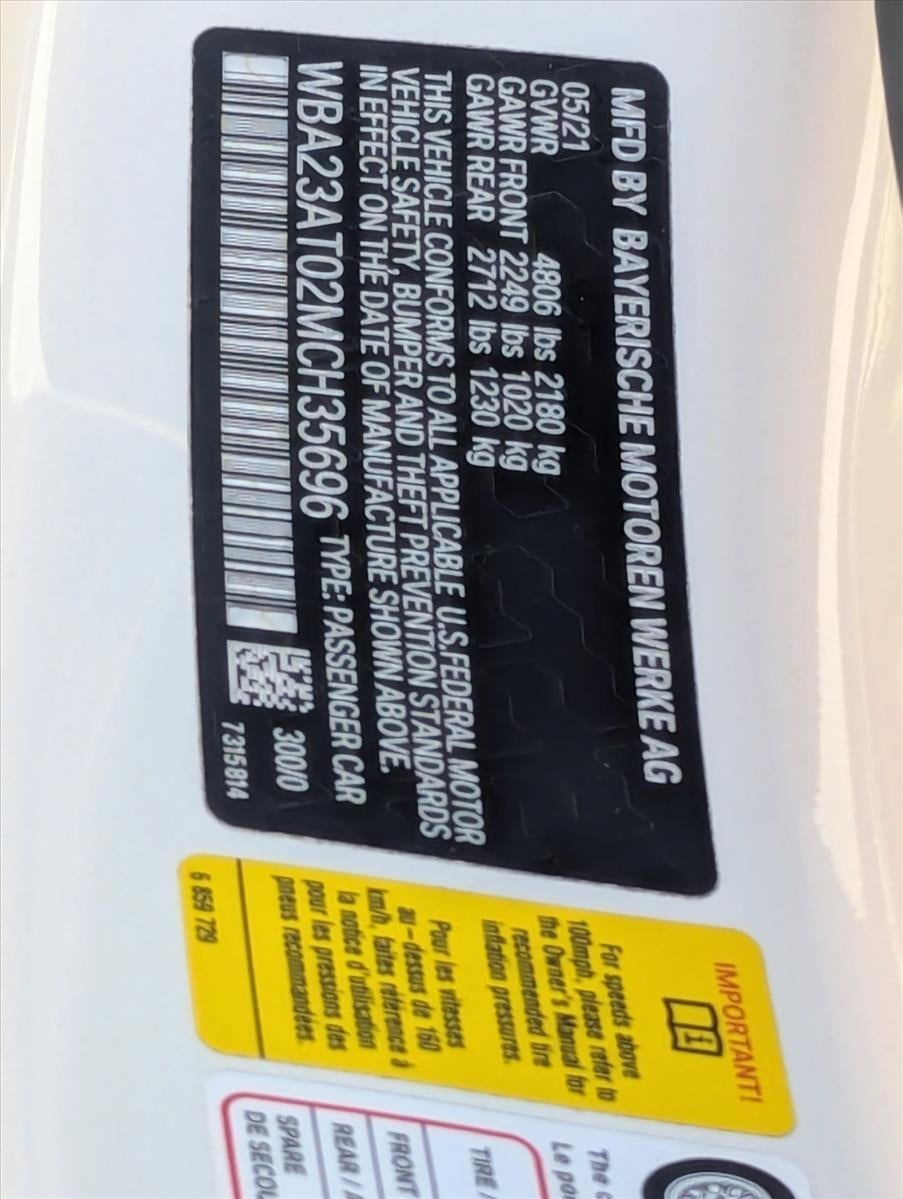 MFD BY BAYERISCHE MOTOREN WERKE AG
05/21
GVWR 4806 lbs 2180 kg
GAWR FRONT 2249 lbs 1020 kg
GAWR REAR 2712 lbs 1230 kg
THIS VEHICLE CONFORMS TO ALL APPLICABLE U.S.FEDERAL MOTOR
VEHICLE SAFETY, BUMPER AND THEFT PREVENTION STANDARDS
IN EFFECT ON THE DATE OF MANUFACTURE SHOWN ABOVE.
WBA23AT02MCH35696 TYPE: PASSENGER CAR
300/0
7315814
IMPORTANT!
For speeds above
100mph, please refer to
the Owner's Manual for
recommended tire
inflation pressures.
Pour les vitesses
au-dessus de 160
km/h, faites référence à
la notice d'utilisation
pour les pressions des
pneus recommandées.
6 859 729
The
Le
TIRE /
FRONT
REAR /
SPARE
DE